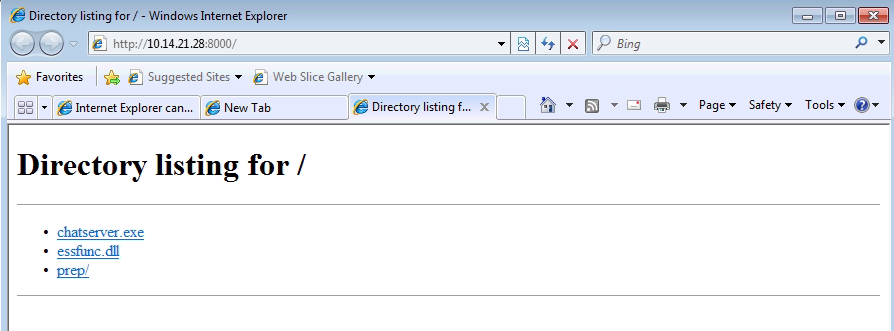 Directory listing for / - Windows Internet Explorer
http://10.14.21.28:8000/
Bing
Favorites Suggested Sites Web Slice Gallery
Internet Explorer can... New Tab Directory listing f... Page Safety Tools
Directory listing for /
chatserver.exe
essfunc.dll
prep/